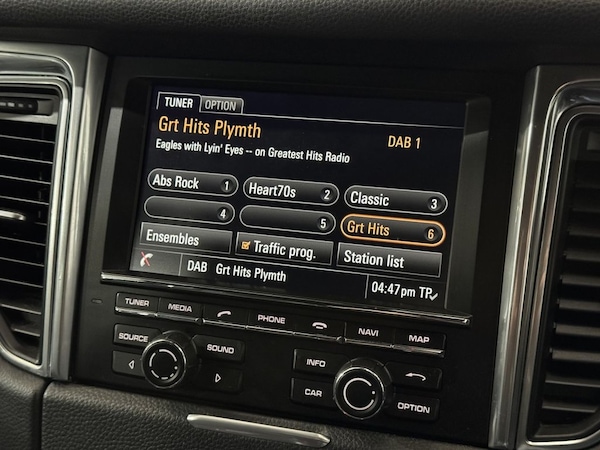 TUNER OPTION
Grt Hits Plymth DAB 1
Eagles with Lyin' Eyes -- on Greatest Hits Radio
Abs Rock 1 Heart70s 2 Classic 3
4 5 Grt Hits 6
Ensembles Traffic prog. Station list
DAB Grt Hits Plymth 04:47pm TP
TUNER MEDIA PHONE NAVI MAP
SOURCE SOUND INFO
CAR OPTION